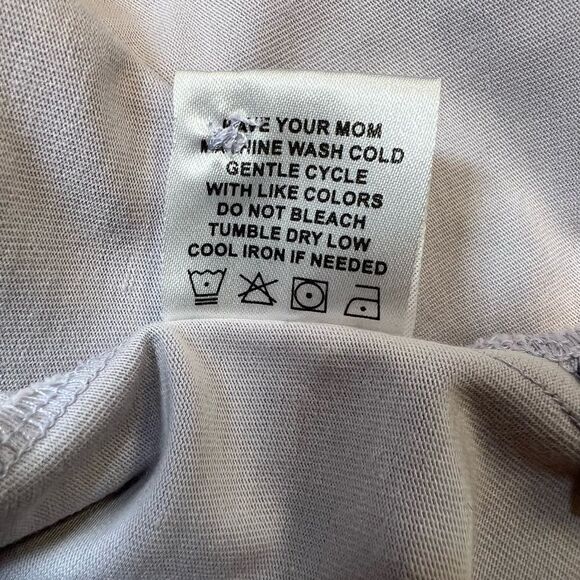 HAVE YOUR MOM
MACHINE WASH COLD
GENTLE CYCLE
WITH LIKE COLORS
DO NOT BLEACH
TUMBLE DRY LOW
COOL IRON IF NEEDED